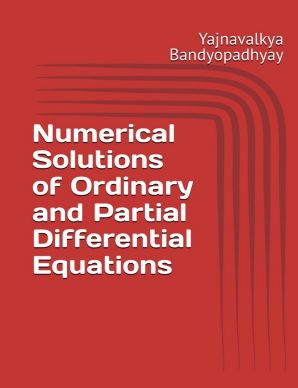 Yajnavalkya
Bandyopadhyay
Numerical
Solutions
of Ordinary
and Partial
Differential
Equations